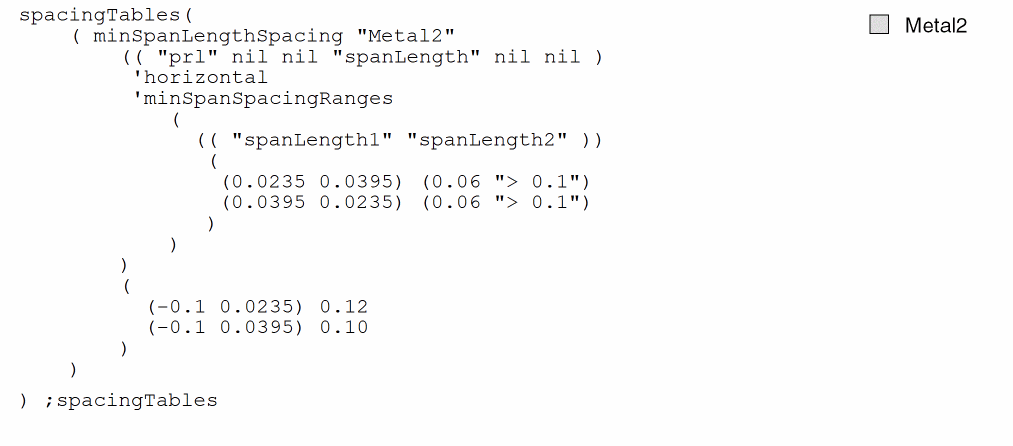 spacingTables(
( minSpanLengthSpacing "Metal2"
(( "prl" nil nil "spanLength" nil nil )
'horizontal
'minSpanSpacingRanges
(
(( "spanLength1" "spanLength2" ))
(
(0.0235 0.0395) (0.06 "> 0.1")
(0.0395 0.0235) (0.06 "> 0.1")
)
)
)
(
(-0.1 0.0235) 0.12
(-0.1 0.0395) 0.10
)
)
) ;spacingTables
Metal2